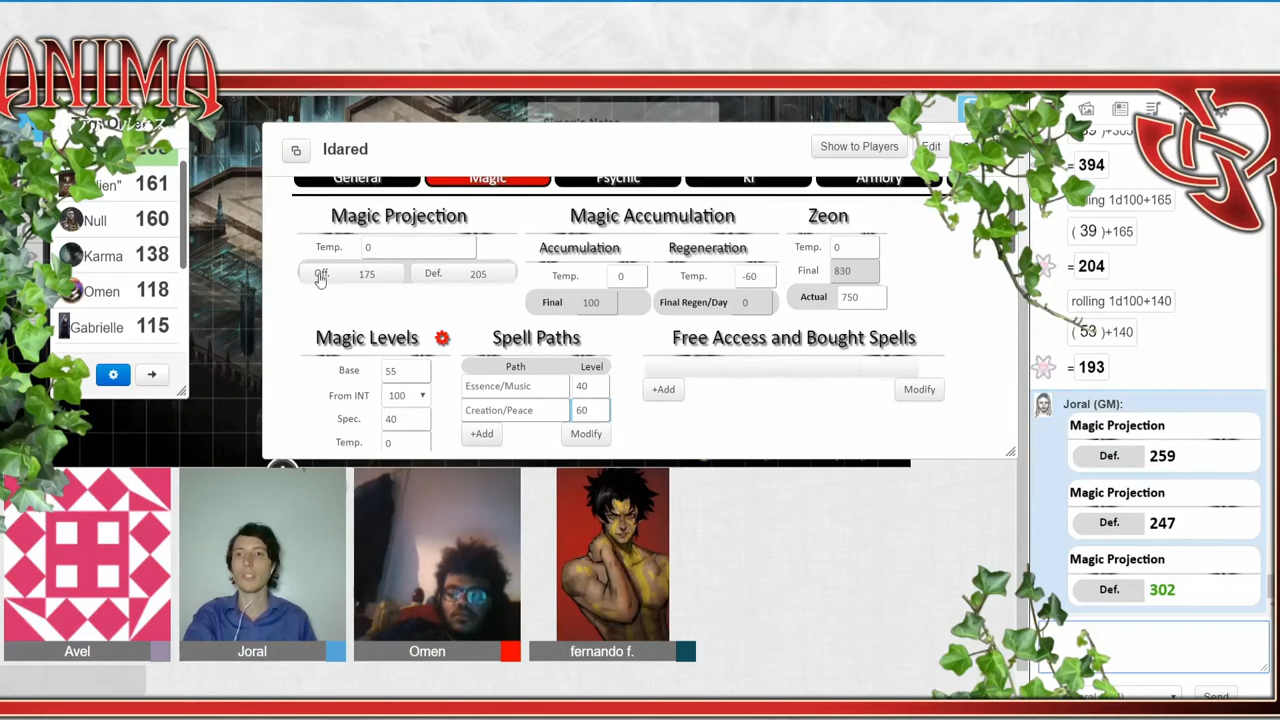 ANIMA
161
Null 160
Karma 138
Omen 118
Gabrielle 115
Idared
Show to Players
Edit
General
Magic
Psychic
Ki
Armory
Magic Projection
Temp. 0
Off. 175
Def. 205
Magic Accumulation
Accumulation
Temp. 0
Final 100
Regeneration
Temp. -60
Final Regen/Day 0
Zeon
Temp. 0
Final 830
Actual 750
Magic Levels
Base 55
From INT 100
Spec. 40
Temp. 0
Spell Paths
Path Level
Essence/Music 40
Creation/Peace 60
+Add Modify
Free Access and Bought Spells
+Add Modify
= 394
rolling 1d100+165
( 39 )+165
= 204
rolling 1d100+140
( 53 )+140
= 193
Joral (GM):
Magic Projection
Def. 259
Magic Projection
Def. 247
Magic Projection
Def. 302
Send
Avel
Joral
Omen
fernando f.